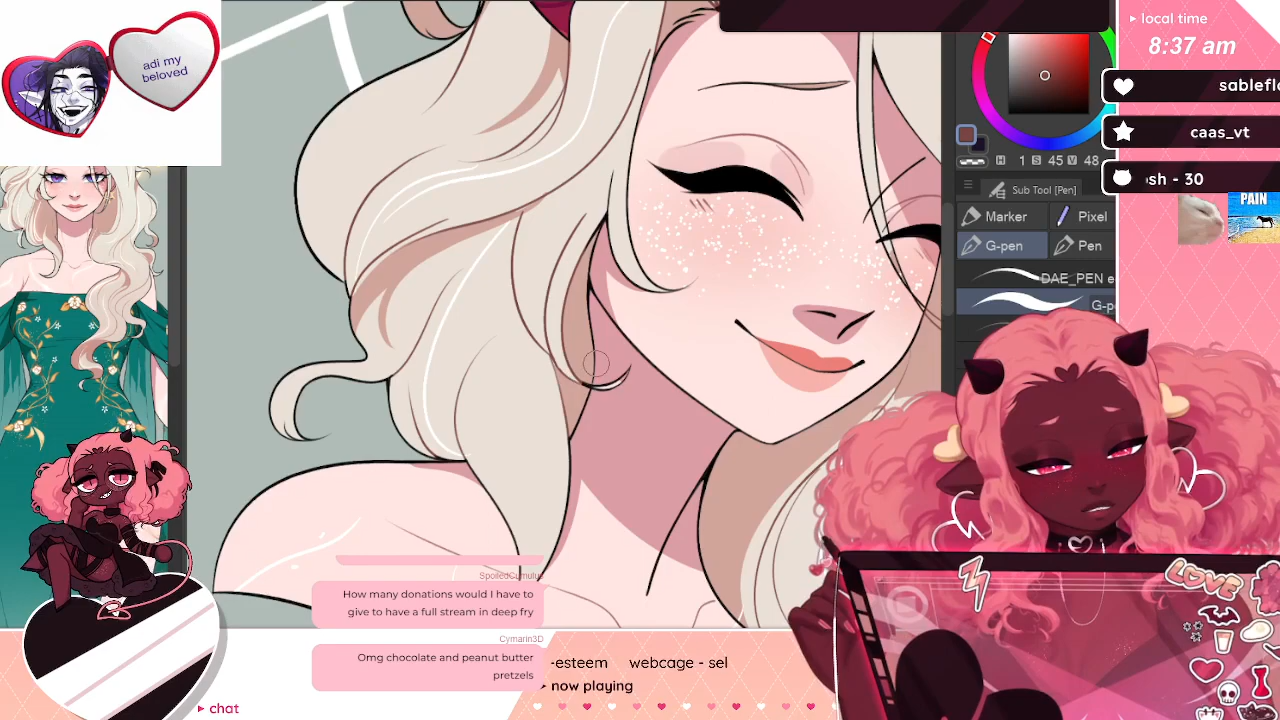 adi my
beloved
local time
8:37 am
sablefl
caas_vt
sh - 30
PAIN
H 1 S 45 V 48
Sub Tool [Pen]
Marker
Pixel
G-pen
Pen
DAE_PEN e
G-p
SpoiledCumulus
How many donations would I have to
give to have a full stream in deep fry
Cymarin3D
Omg chocolate and peanut butter
pretzels
-esteem webcage - sel
now playing
chat
LOVE